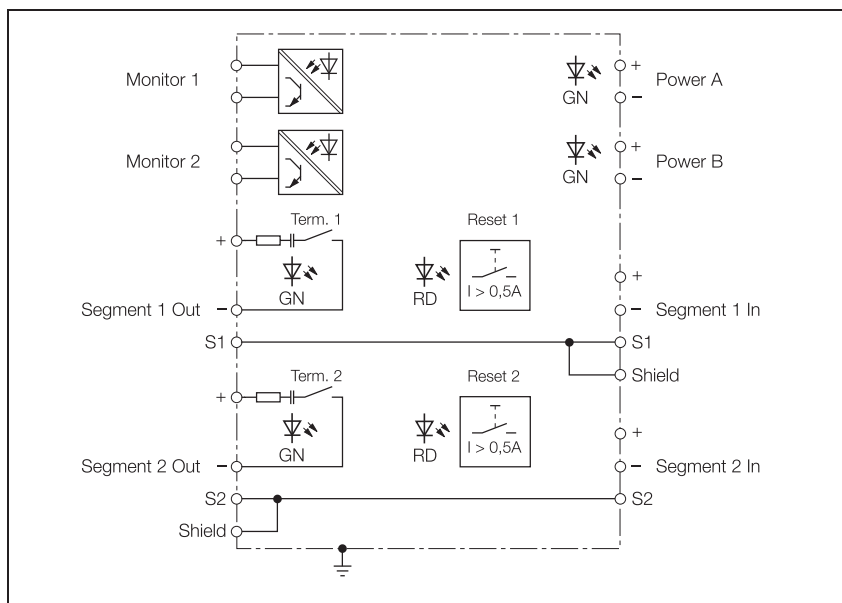 Monitor 1
+
Power A
GN
−
Monitor 2
+
Power B
GN
−
Term. 1
Reset 1
+
GN
RD
I > 0,5A
+
Segment 1 Out
−
−
Segment 1 In
S1
S1
Shield
Term. 2
Reset 2
+
GN
RD
I > 0,5A
+
Segment 2 Out
−
−
Segment 2 In
S2
S2
Shield